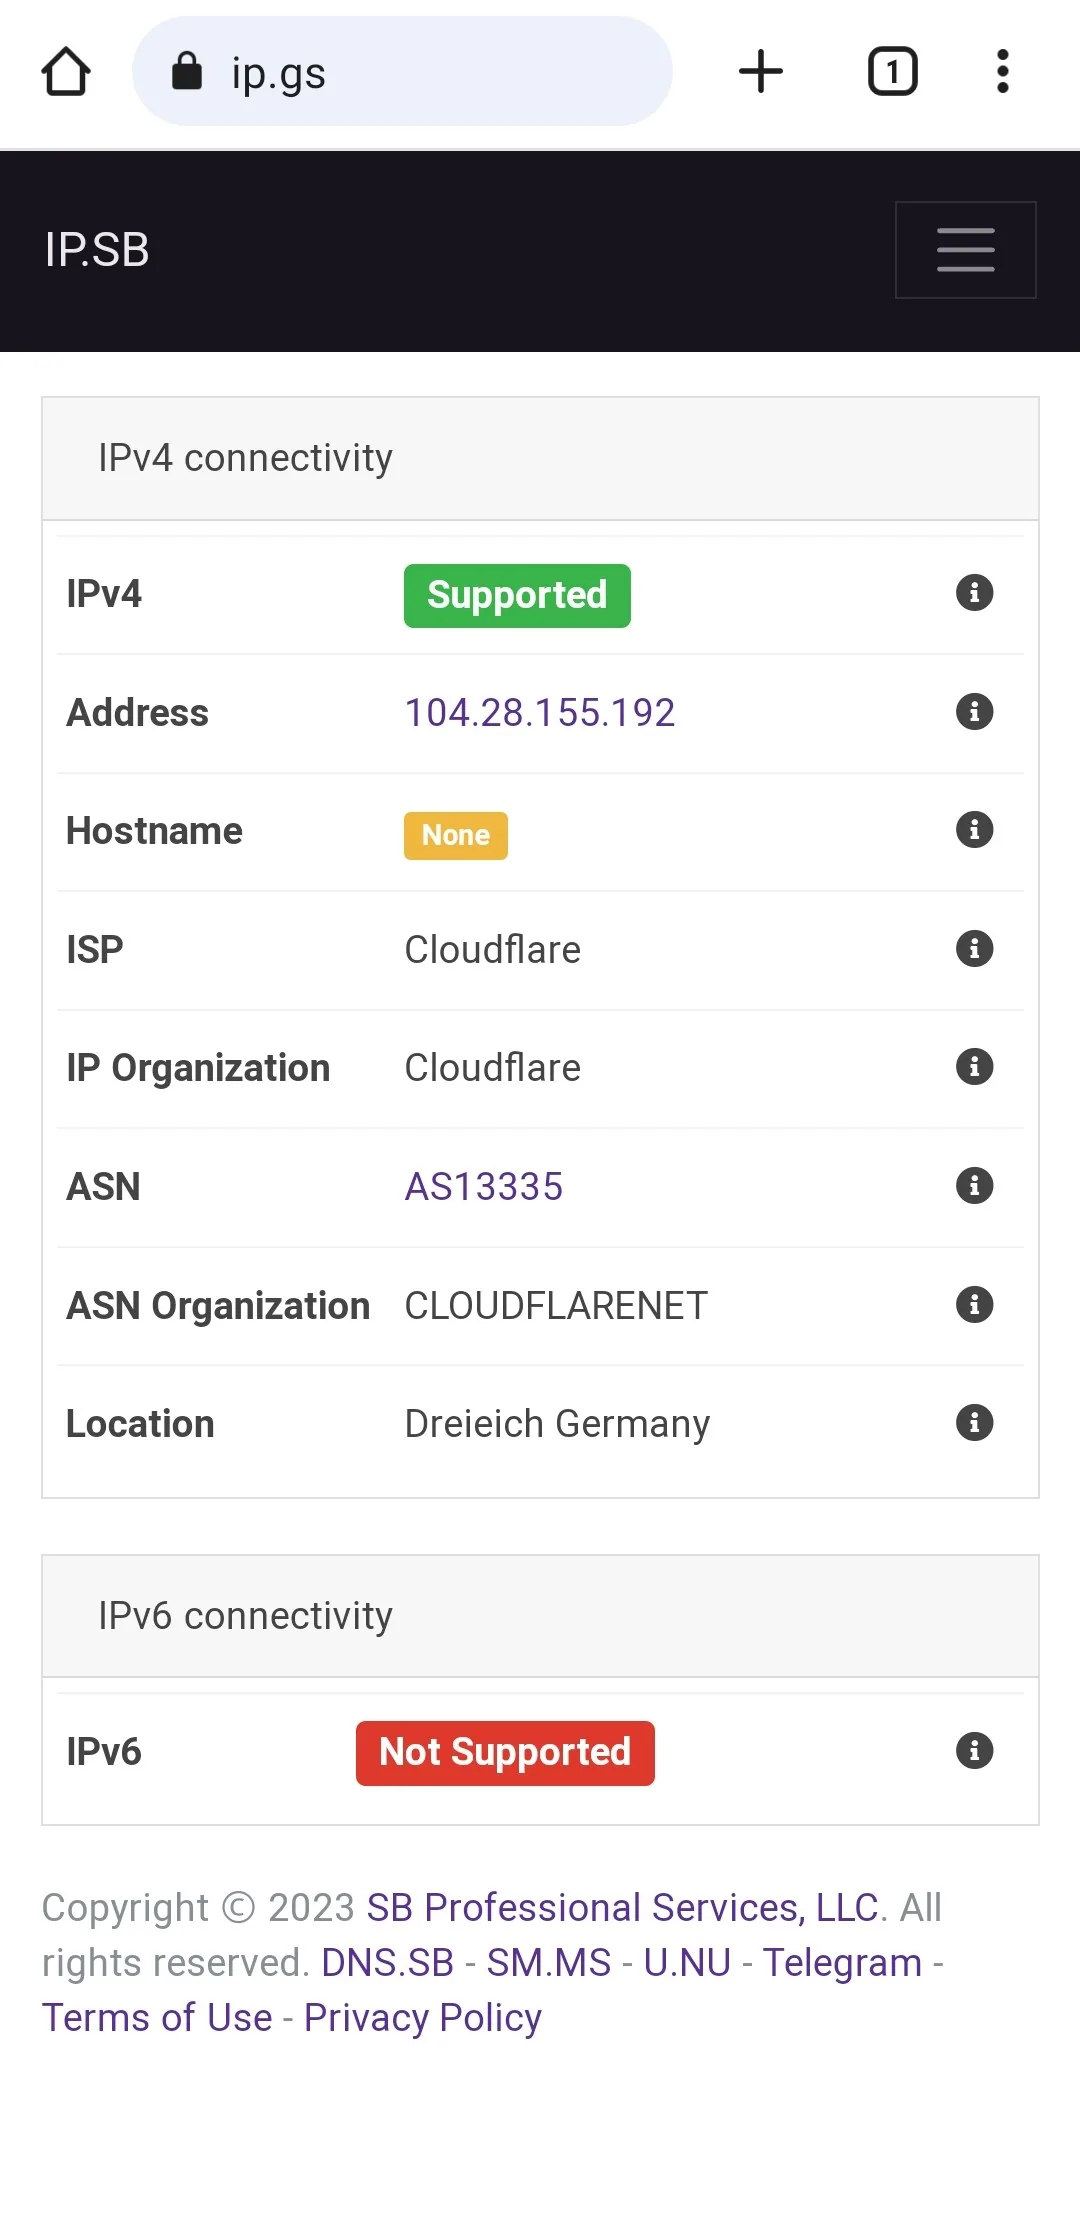 ip.gs
1
IP.SB
IPv4 connectivity
IPv4 Supported
Address 104.28.155.192
Hostname None
ISP Cloudflare
IP Organization Cloudflare
ASN AS13335
ASN Organization CLOUDFLARENET
Location Dreieich Germany
IPv6 connectivity
IPv6 Not Supported
Copyright © 2023 SB Professional Services, LLC. All
rights reserved. DNS.SB - SM.MS - U.NU - Telegram -
Terms of Use - Privacy Policy